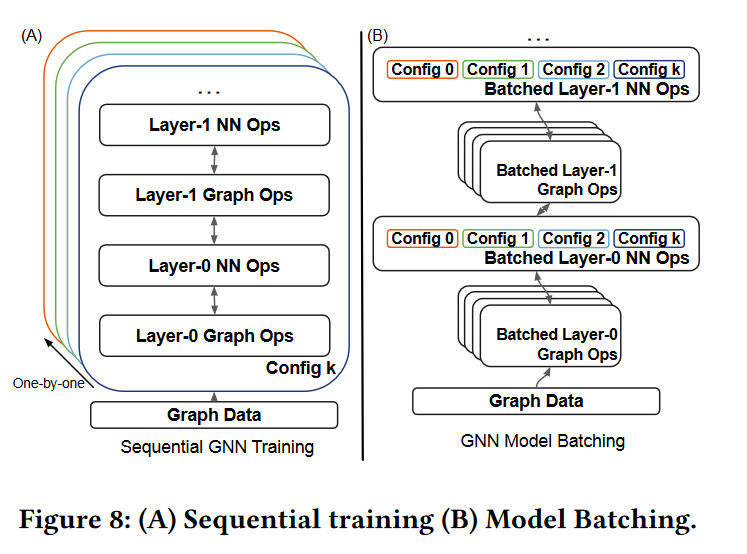 (A)
. . .
Layer-1 NN Ops
Layer-1 Graph Ops
Layer-0 NN Ops
Layer-0 Graph Ops
Config k
One-by-one
Graph Data
Sequential GNN Training
(B)
. . .
Config 0 Config 1 Config 2 Config k
Batched Layer-1 NN Ops
Batched Layer-1
Graph Ops
Config 0 Config 1 Config 2 Config k
Batched Layer-0 NN Ops
Batched Layer-0
Graph Ops
Graph Data
GNN Model Batching
Figure 8: (A) Sequential training (B) Model Batching.